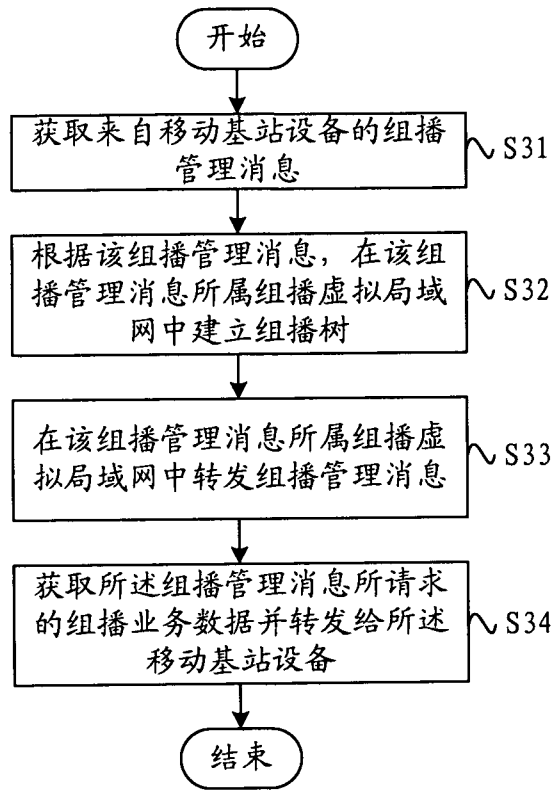 开始
获取来自移动基站设备的组播
管理消息
S31
根据该组播管理消息，在该组
播管理消息所属组播虚拟局域
网中建立组播树
S32
在该组播管理消息所属组播虚
拟局域网中转发组播管理消息
S33
获取所述组播管理消息所请求
的组播业务数据并转发给所述
移动基站设备
S34
结束